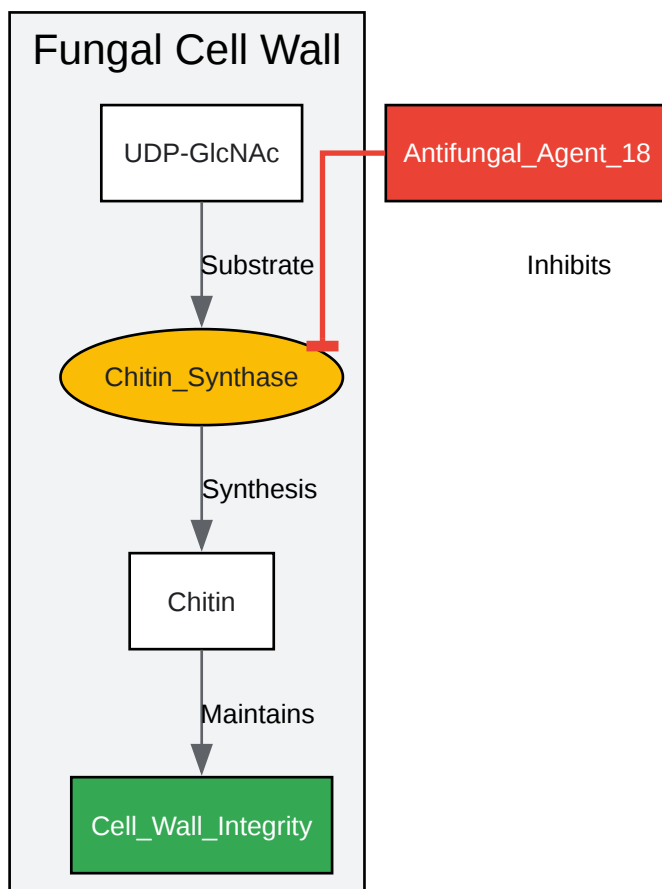 Fungal Cell Wall
UDP-GlcNAc
Antifungal_Agent_18
Substrate
Inhibits
Chitin_Synthase
Synthesis
Chitin
Maintains
Cell_Wall_Integrity